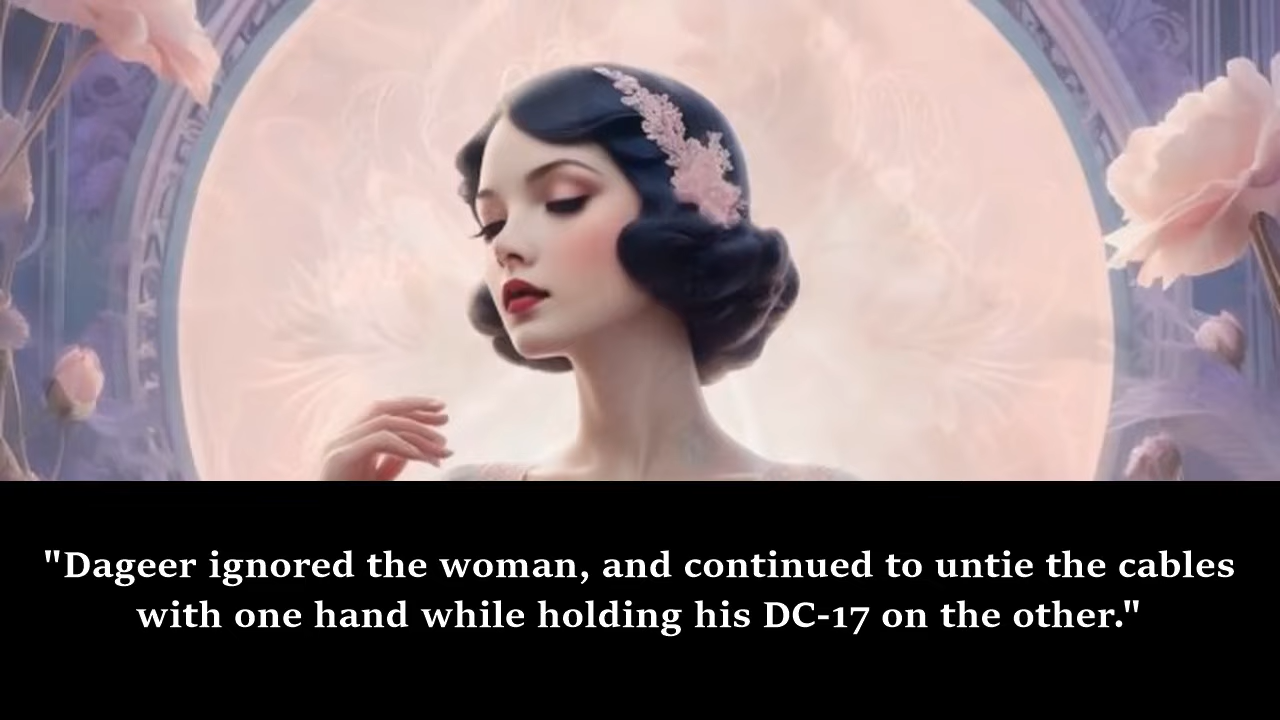 "Dageer ignored the woman, and continued to untie the cables
with one hand while holding his DC-17 on the other."